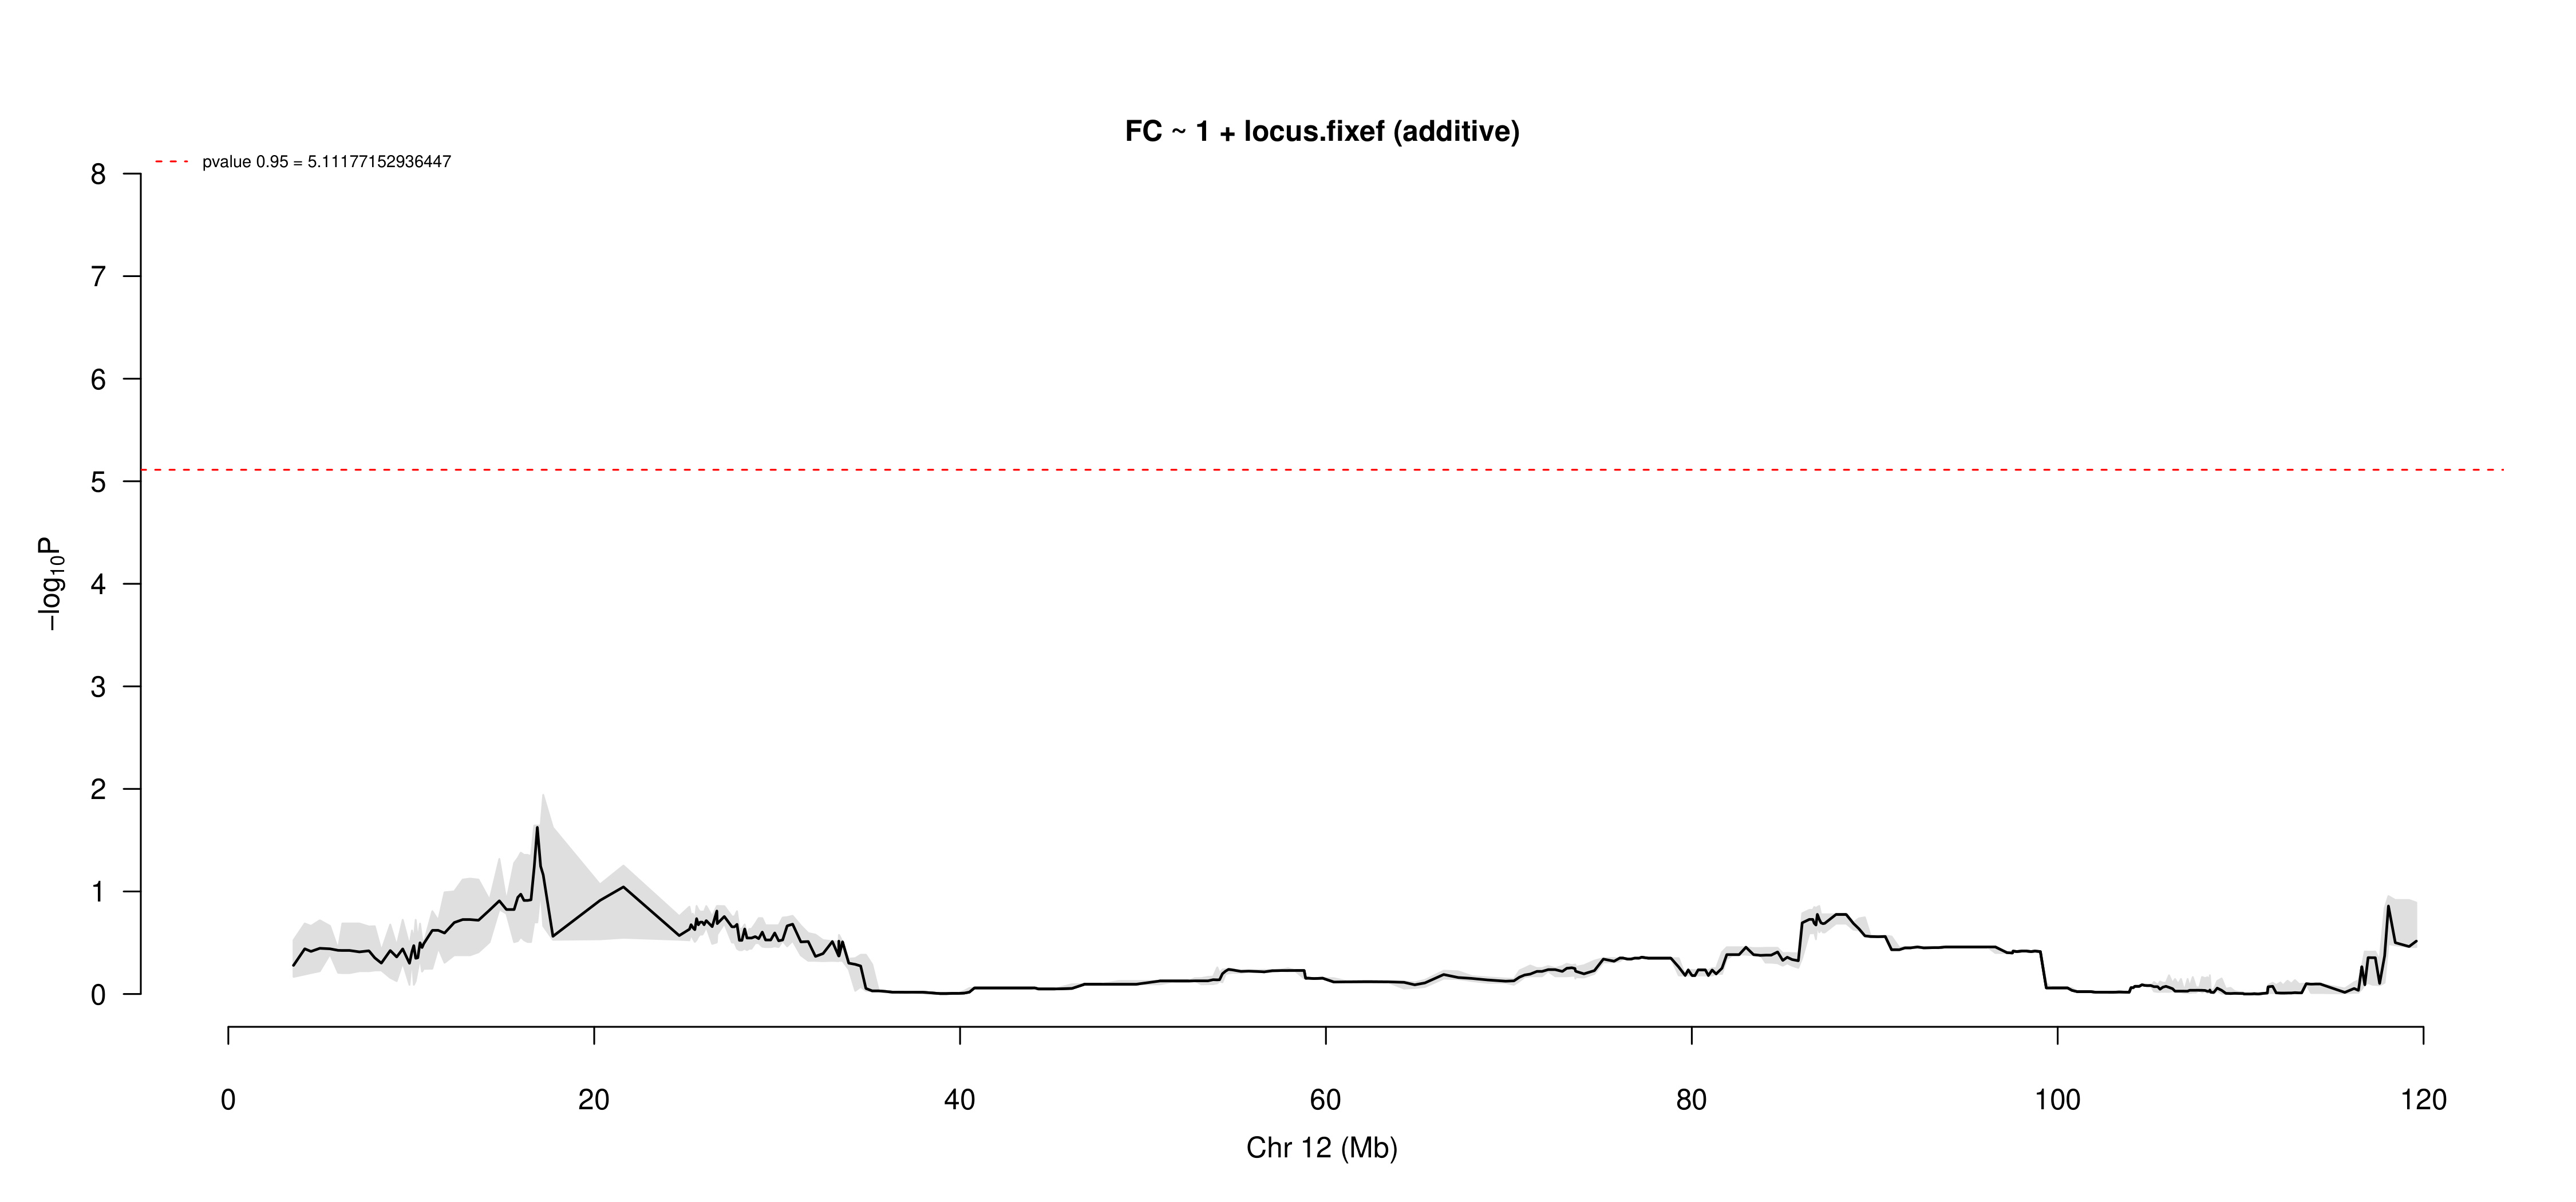 FC ~ 1 + locus.fixef (additive)
pvalue 0.95 = 5.11177152936447
8
7
6
5
4
3
2
1
0
−log10P
0 20 40 60 80 100 120
Chr 12 (Mb)